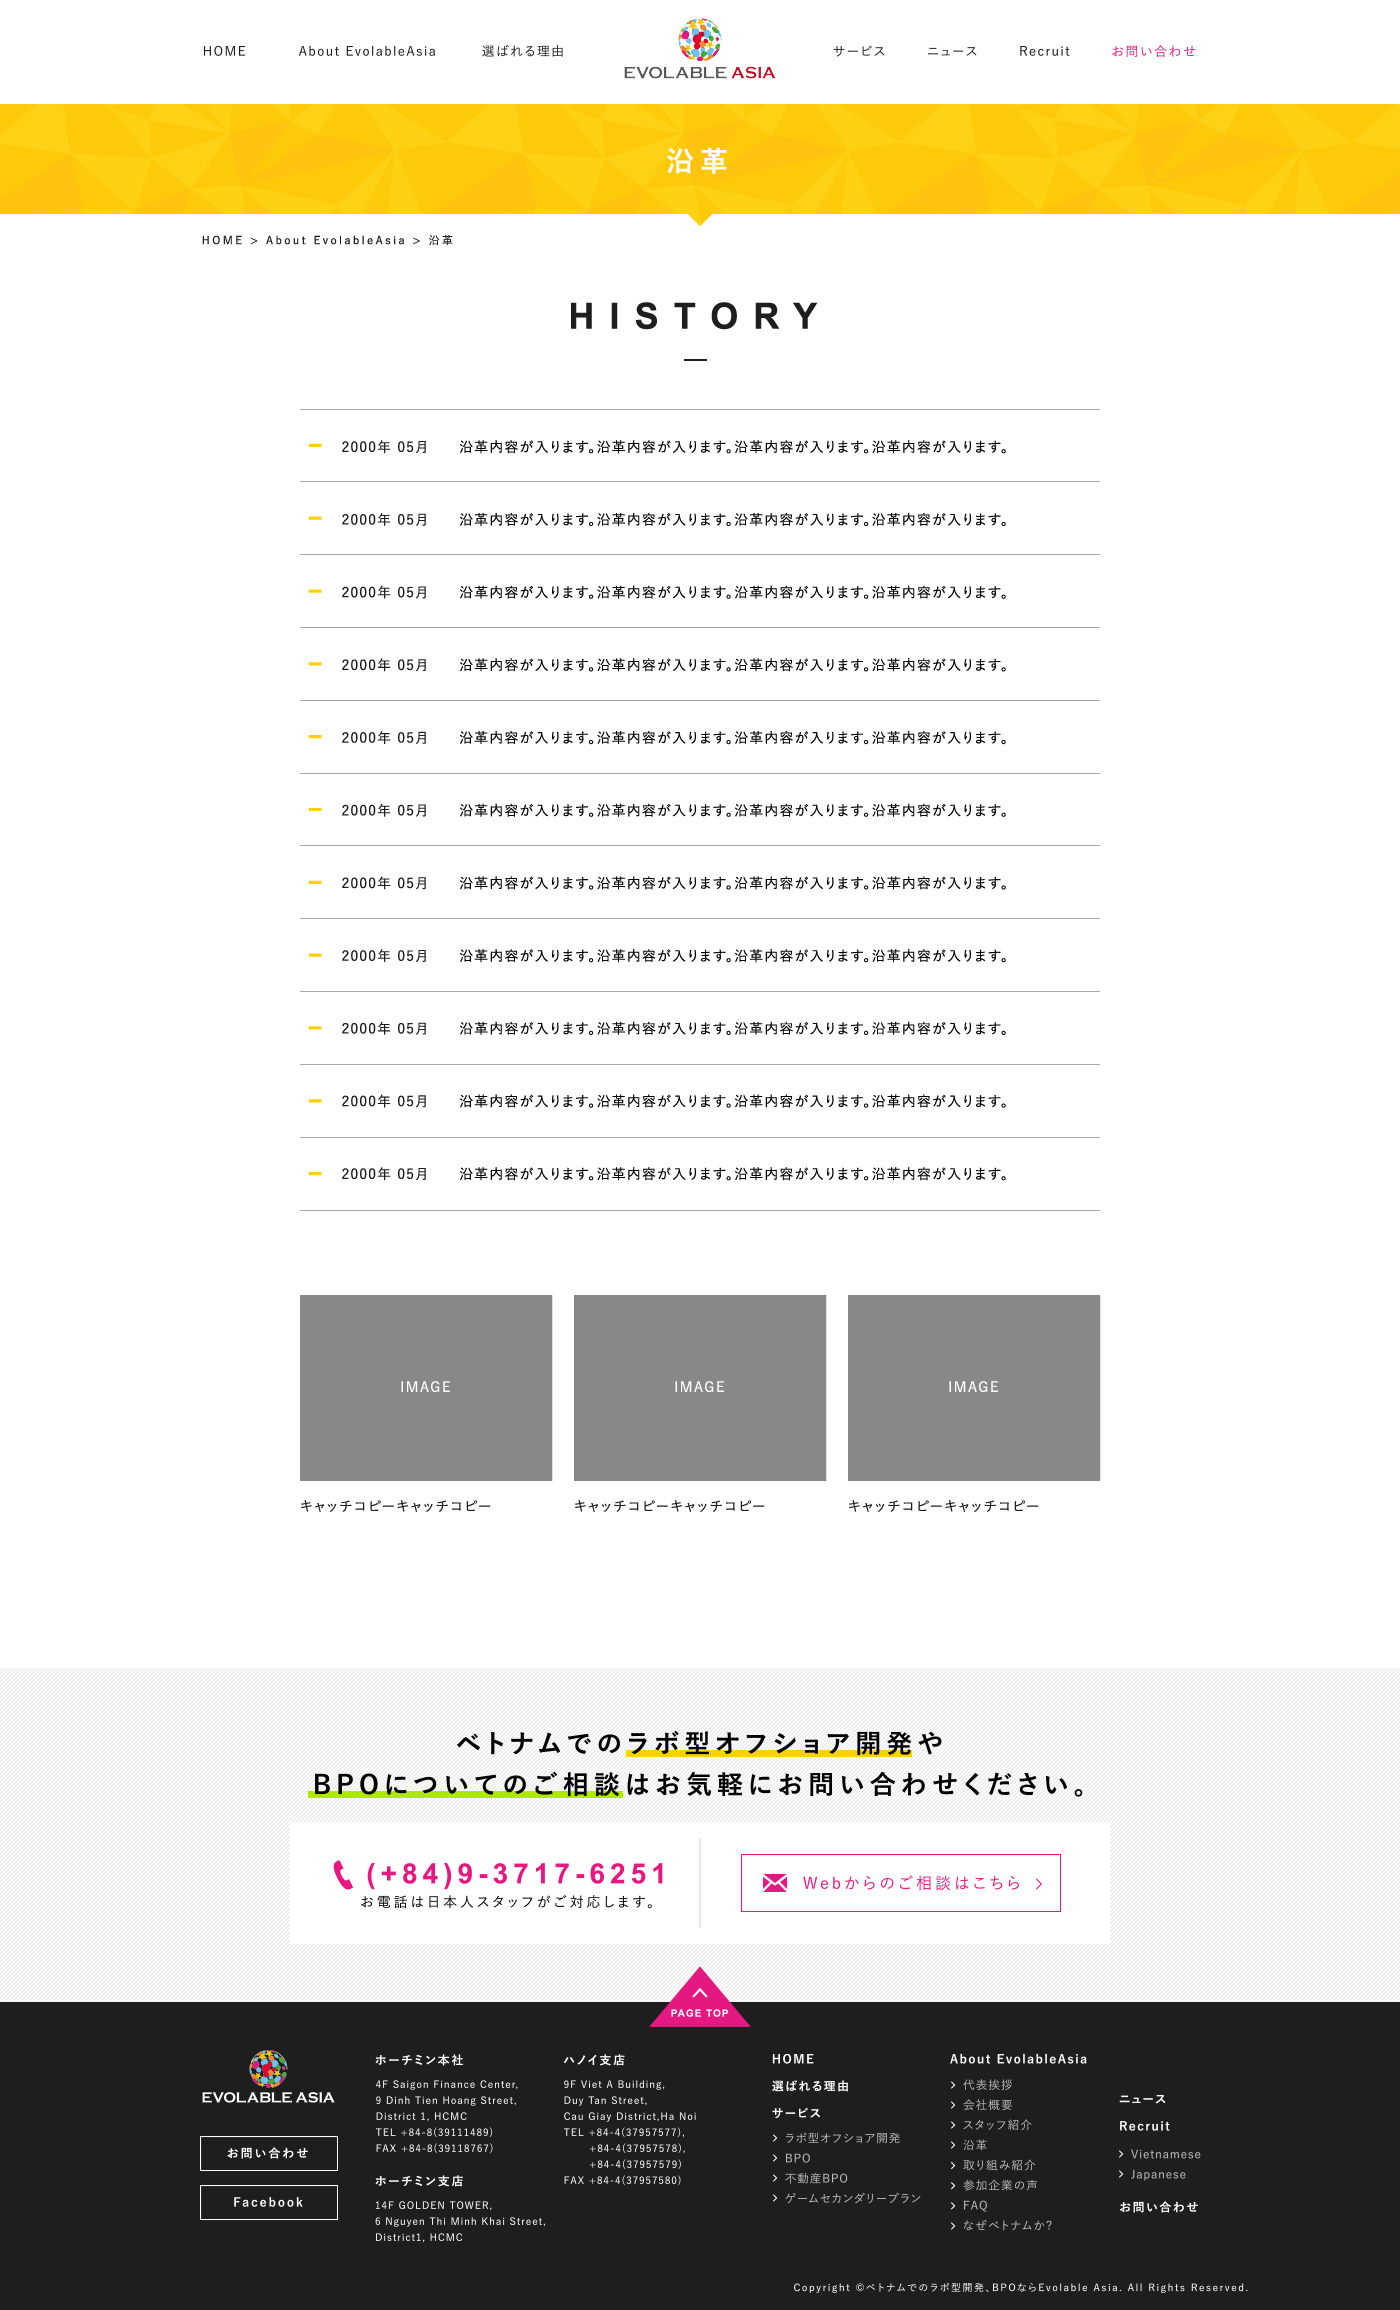 HOME
About EvolableAsia
選ばれる理由
EVOLABLE ASIA
サービス
ニュース
Recruit
お問い合わせ
沿革
HOME > About EvolableAsia > 沿革
HISTORY
2000年 05月 沿革内容が入ります。沿革内容が入ります。沿革内容が入ります。沿革内容が入ります。
2000年 05月 沿革内容が入ります。沿革内容が入ります。沿革内容が入ります。沿革内容が入ります。
2000年 05月 沿革内容が入ります。沿革内容が入ります。沿革内容が入ります。沿革内容が入ります。
2000年 05月 沿革内容が入ります。沿革内容が入ります。沿革内容が入ります。沿革内容が入ります。
2000年 05月 沿革内容が入ります。沿革内容が入ります。沿革内容が入ります。沿革内容が入ります。
2000年 05月 沿革内容が入ります。沿革内容が入ります。沿革内容が入ります。沿革内容が入ります。
2000年 05月 沿革内容が入ります。沿革内容が入ります。沿革内容が入ります。沿革内容が入ります。
2000年 05月 沿革内容が入ります。沿革内容が入ります。沿革内容が入ります。沿革内容が入ります。
2000年 05月 沿革内容が入ります。沿革内容が入ります。沿革内容が入ります。沿革内容が入ります。
2000年 05月 沿革内容が入ります。沿革内容が入ります。沿革内容が入ります。沿革内容が入ります。
2000年 05月 沿革内容が入ります。沿革内容が入ります。沿革内容が入ります。沿革内容が入ります。
IMAGE
IMAGE
IMAGE
キャッチコピーキャッチコピー
キャッチコピーキャッチコピー
キャッチコピーキャッチコピー
ベトナムでのラボ型オフショア開発や
BPOについてのご相談はお気軽にお問い合わせください。
(+84)9-3717-6251
お電話は日本人スタッフがご対応します。
Webからのご相談はこちら
PAGE TOP
EVOLABLE ASIA
お問い合わせ
Facebook
ホーチミン本社
4F Saigon Finance Center,
9 Dinh Tien Hoang Street,
District 1, HCMC
TEL +84-8(39111489)
FAX +84-8(39118767)
ホーチミン支店
14F GOLDEN TOWER,
6 Nguyen Thi Minh Khai Street,
District1, HCMC
ハノイ支店
9F Viet A Building,
Duy Tan Street,
Cau Giay District,Ha Noi
TEL +84-4(37957577),
+84-4(37957578),
+84-4(37957579)
FAX +84-4(37957580)
HOME
選ばれる理由
サービス
ラボ型オフショア開発
BPO
不動産BPO
ゲームセカンダリープラン
About EvolableAsia
代表挨拶
会社概要
スタッフ紹介
沿革
取り組み紹介
参加企業の声
FAQ
なぜベトナムか？
ニュース
Recruit
Vietnamese
Japanese
お問い合わせ
Copyright ©ベトナムでのラボ型開発、BPOならEvolable Asia. All Rights Reserved.